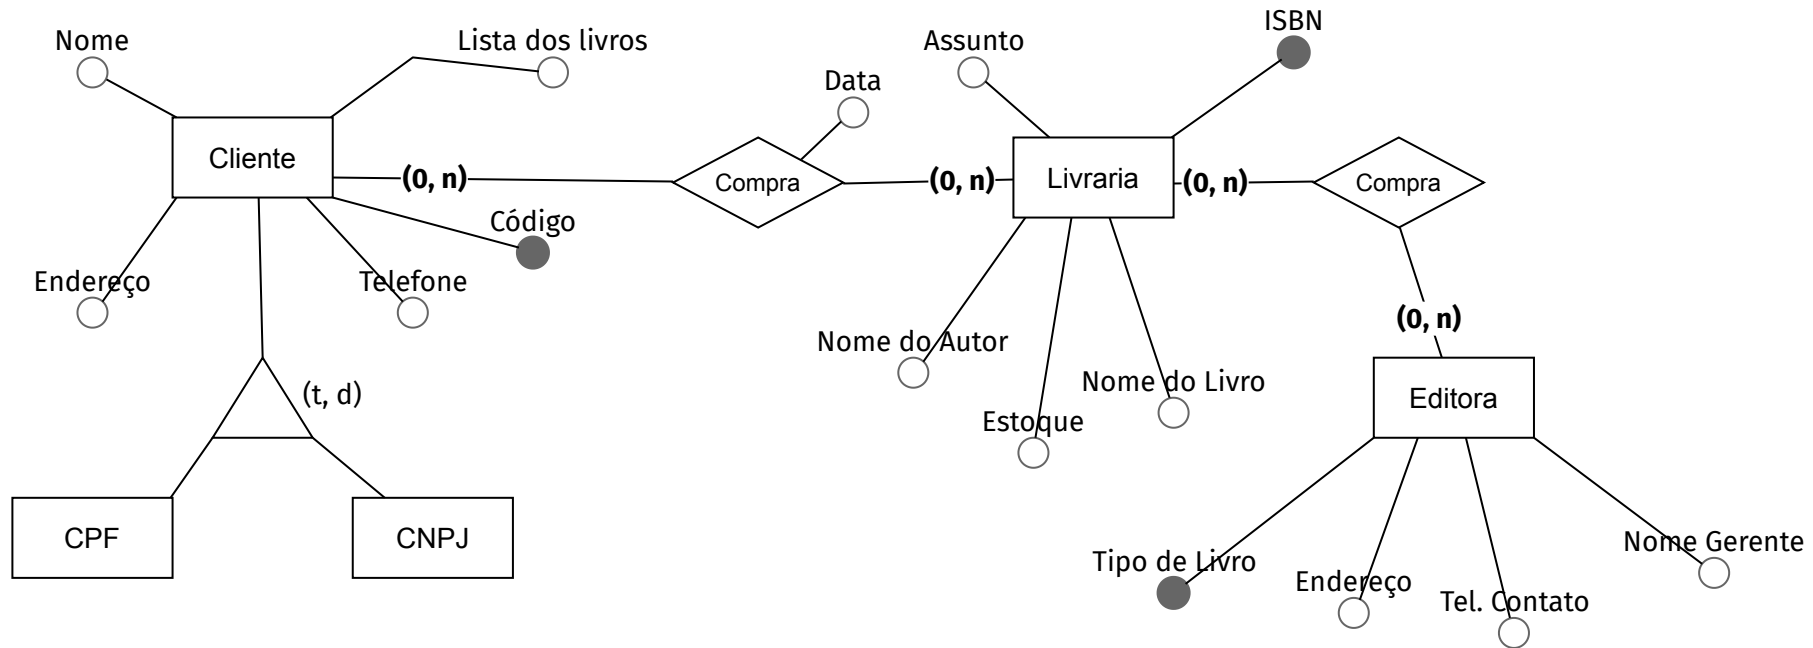 ISBN
Nome
Lista dos livros
Assunto
Data
Cliente
(0, n)
Compra
(0, n)
Livraria
(0, n)
Compra
Código
Endereço
Telefone
(0, n)
Nome do Autor
Nome do Livro
(t, d)
Editora
Estoque
CPF
CNPJ
Nome Gerente
Tipo de Livro
Endereço
Tel. Contato